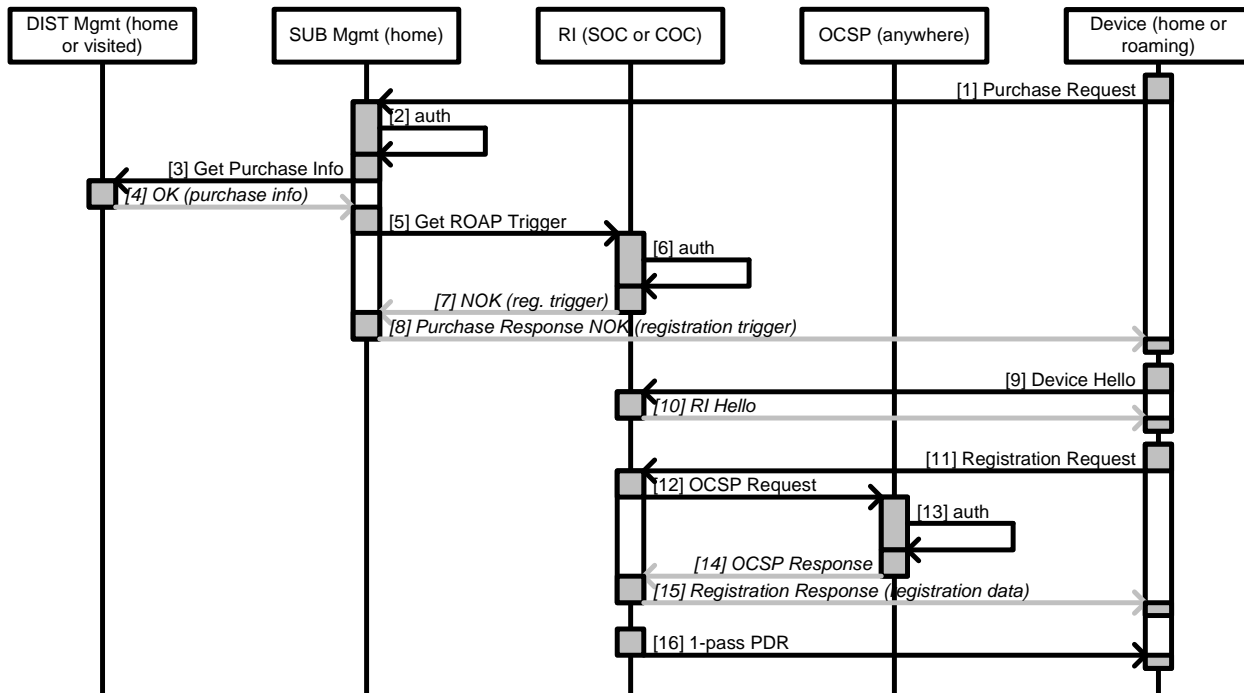 DIST Mgmt (home
or visited)
SUB Mgmt (home)
RI (SOC or COC)
OCSP (anywhere)
Device (home or
roaming)
[1] Purchase Request
[2] auth
[3] Get Purchase Info
[4] OK (purchase info)
[5] Get ROAP Trigger
[6] auth
[7] NOK (reg. trigger)
[8] Purchase Response NOK (registration trigger)
[9] Device Hello
[10] RI Hello
[11] Registration Request
[12] OCSP Request
[13] auth
[14] OCSP Response
[15] Registration Response (registration data)
[16] 1-pass PDR